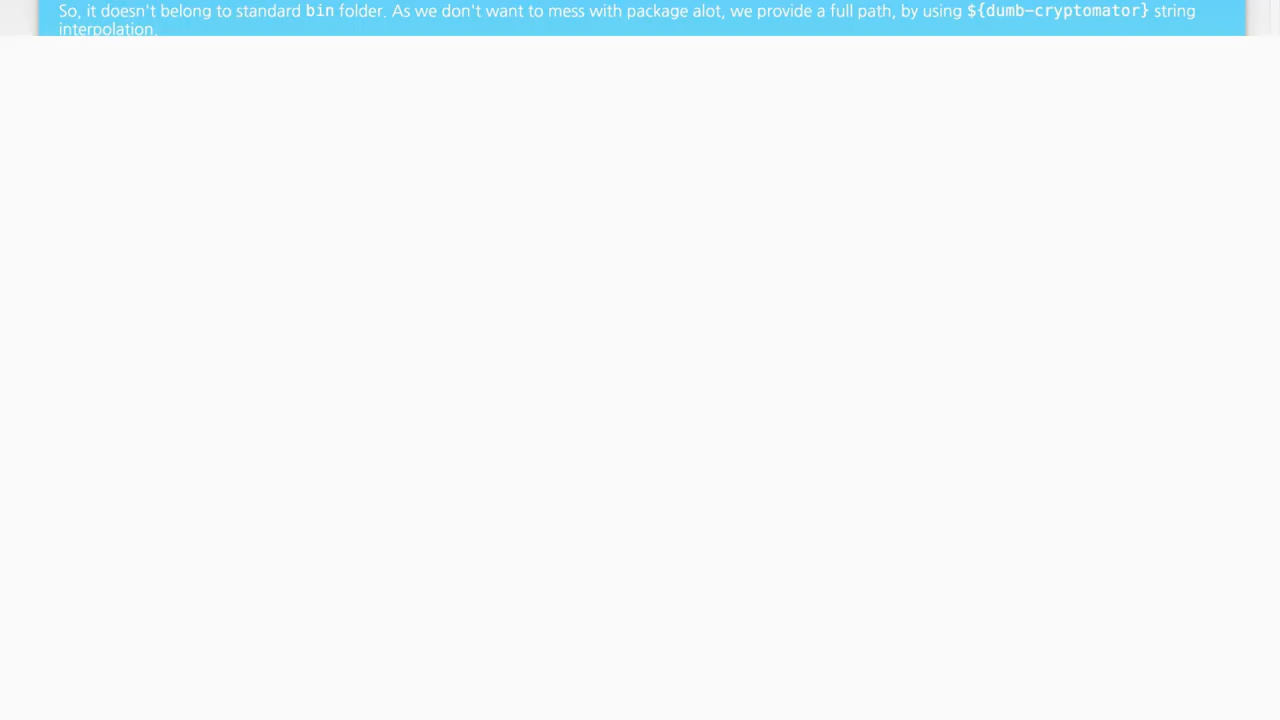 So, it doesn't belong to standard bin folder. As we don't want to mess with package alot, we provide a full path, by using ${dumb-cryptomator} string
interpolation.